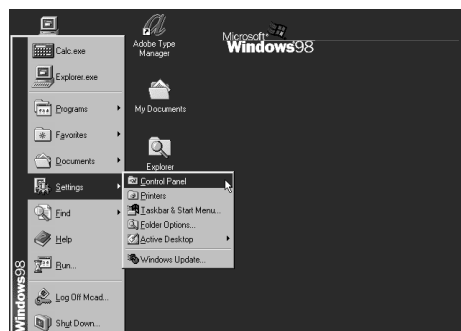 Adobe Type
Manager
Microsoft
Windows98
My Documents
Explorer
Calc.exe
Explorer.exe
Programs
Favorites
Documents
Settings
Find
Help
Run...
Log Off Mcad...
Shut Down...
Control Panel
Printers
Taskbar & Start Menu...
Folder Options...
Active Desktop
Windows Update...
Windows98